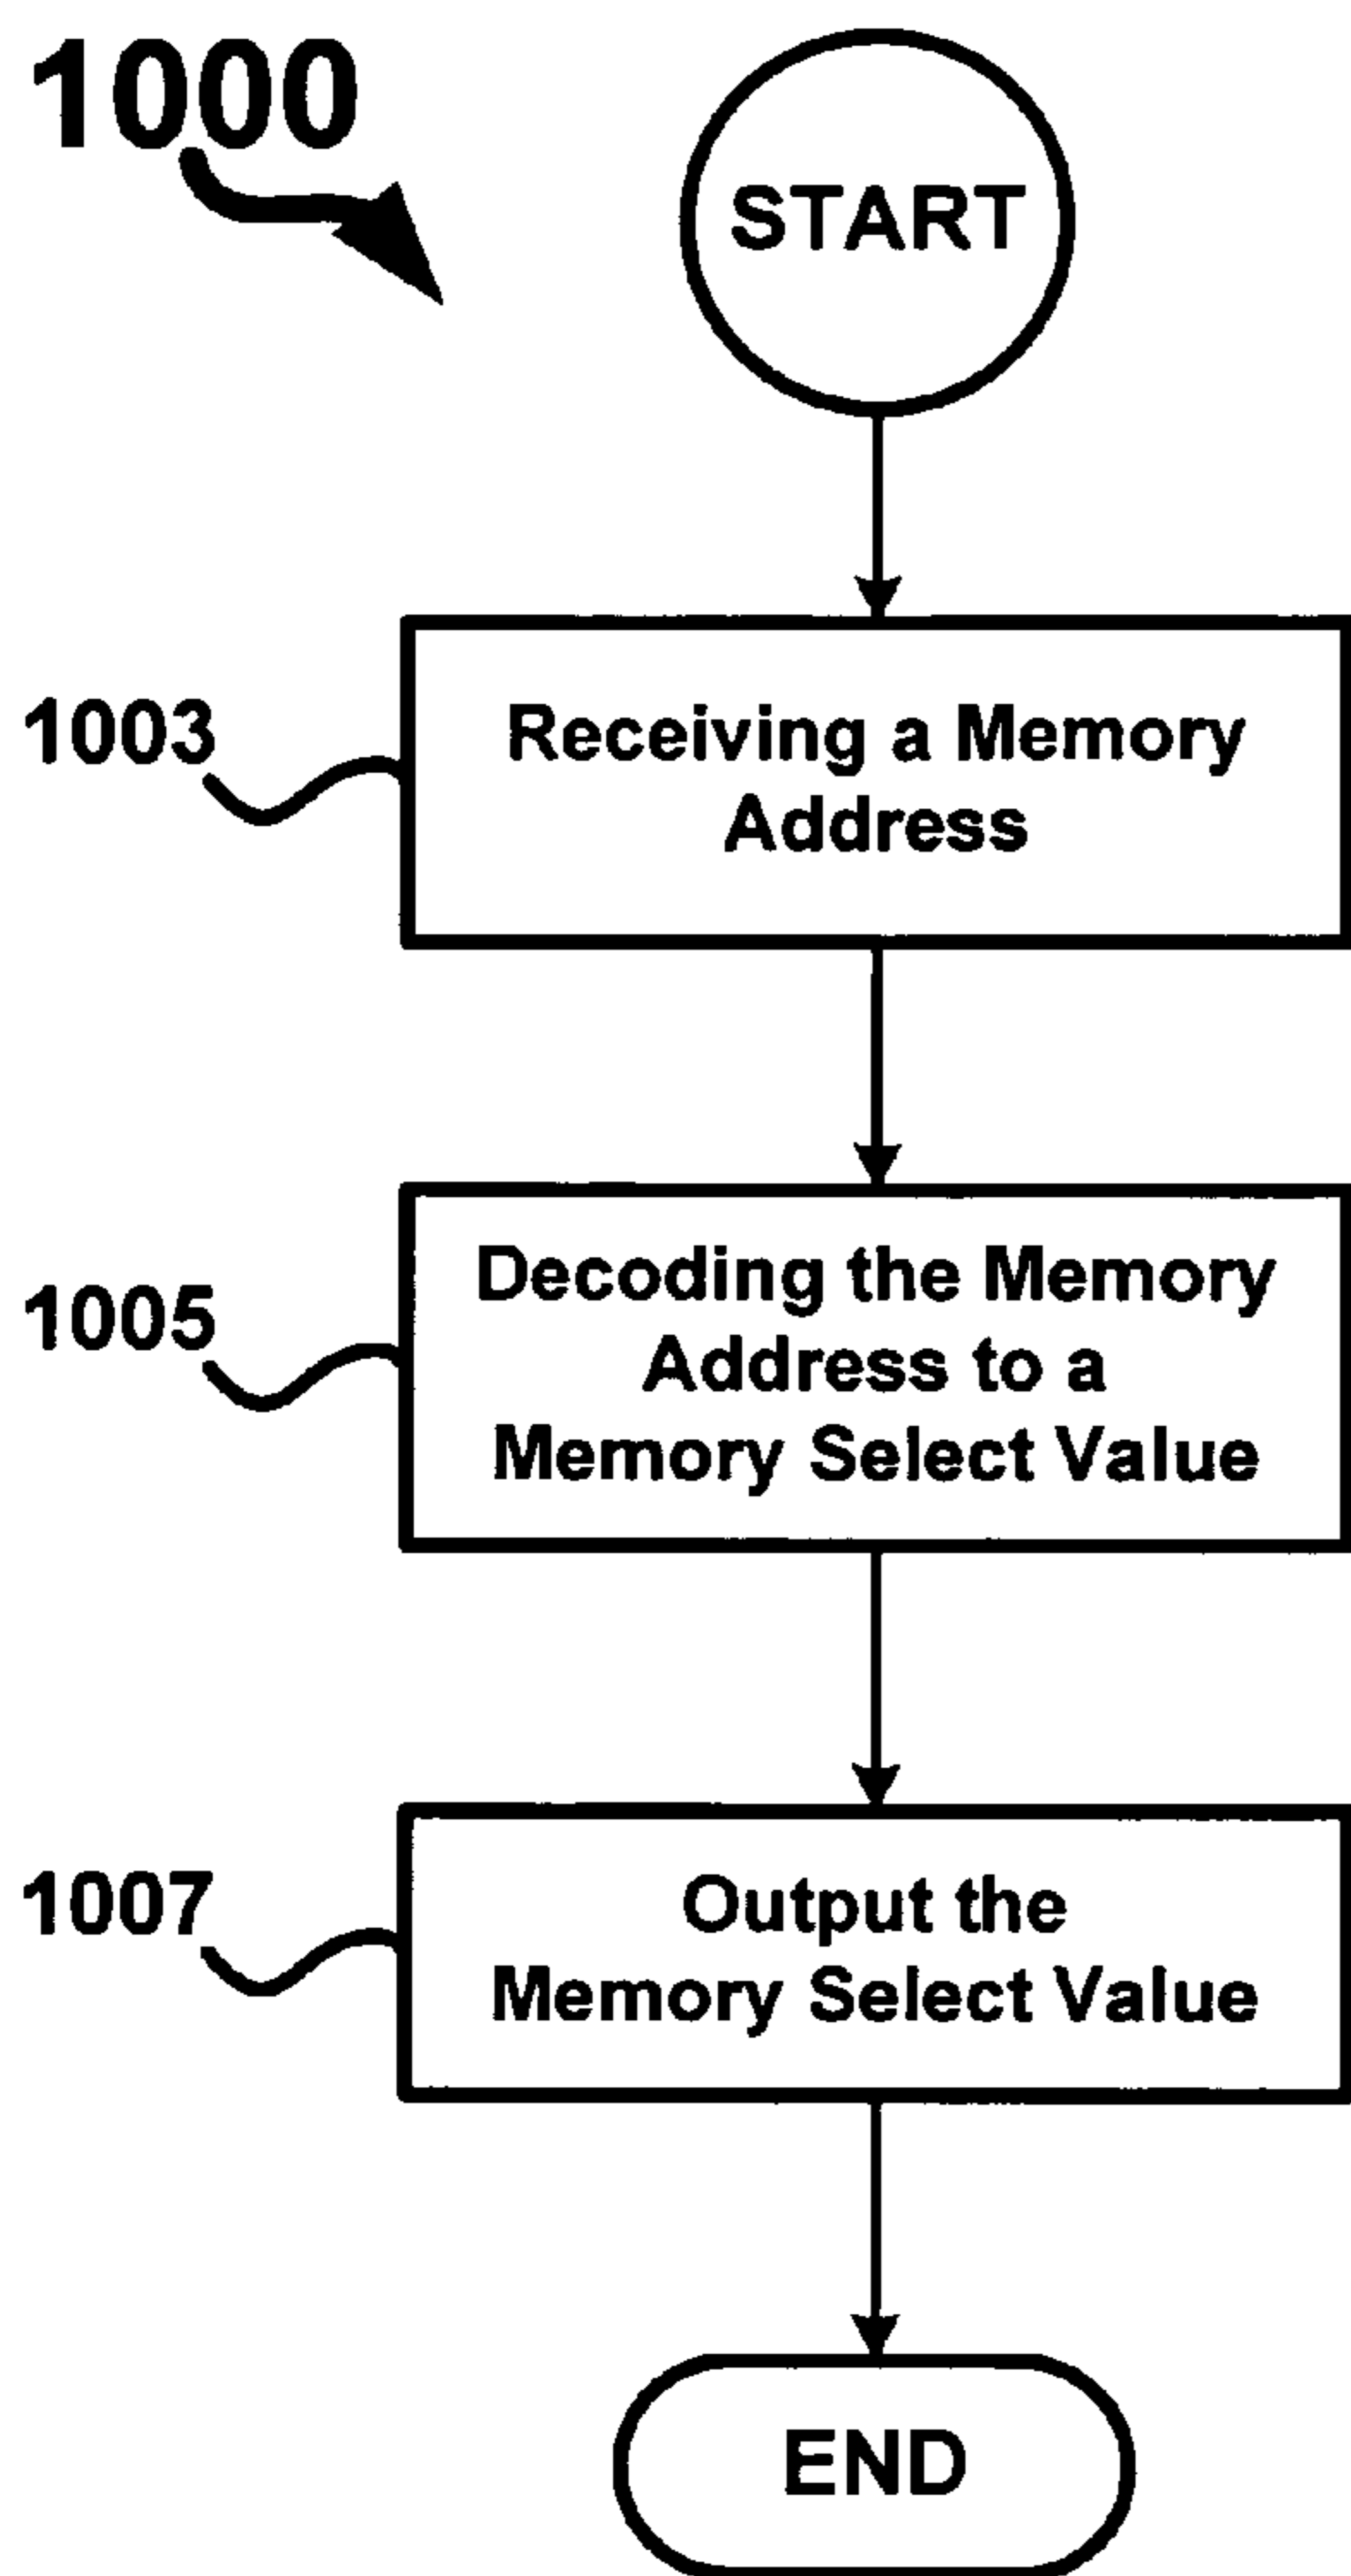 1000
START
1003
Receiving a Memory
Address
1005
Decoding the Memory
Address to a
Memory Select Value
1007
Output the
Memory Select Value
END